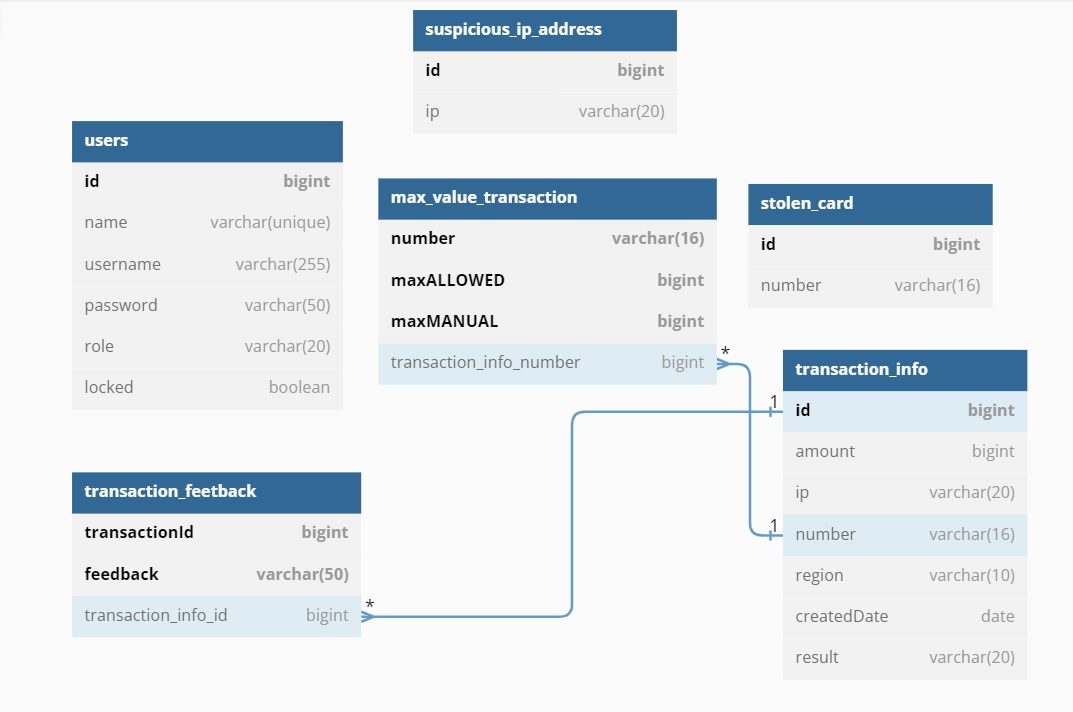 suspicious_ip_address
id bigint
ip varchar(20)
users
id bigint
name varchar(unique)
username varchar(255)
password varchar(50)
role varchar(20)
locked boolean
max_value_transaction
number varchar(16)
maxALLOWED bigint
maxMANUAL bigint
transaction_info_number bigint
*
stolen_card
id bigint
number varchar(16)
transaction_info
1
id bigint
amount bigint
ip varchar(20)
1
number varchar(16)
region varchar(10)
createdDate date
result varchar(20)
transaction_feetback
transactionId bigint
feedback varchar(50)
transaction_info_id bigint
*